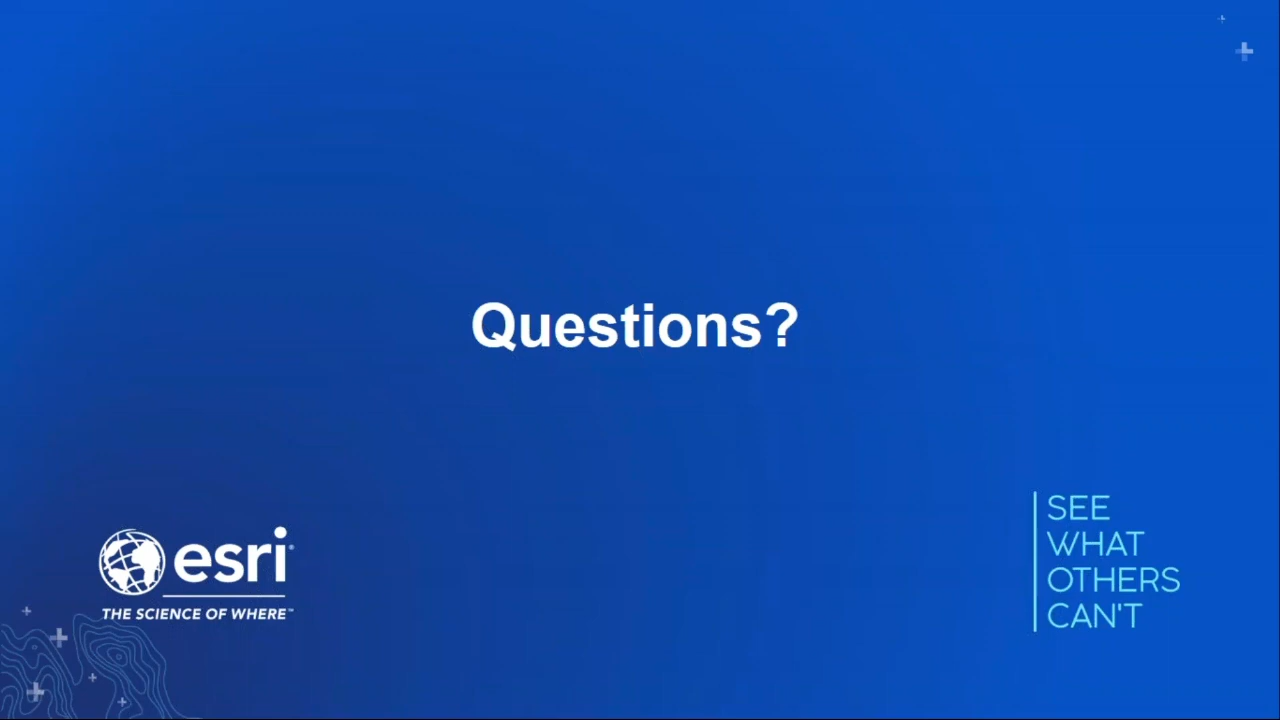 Questions?
esri®
THE SCIENCE OF WHERE™
SEE
WHAT
OTHERS
CAN'T